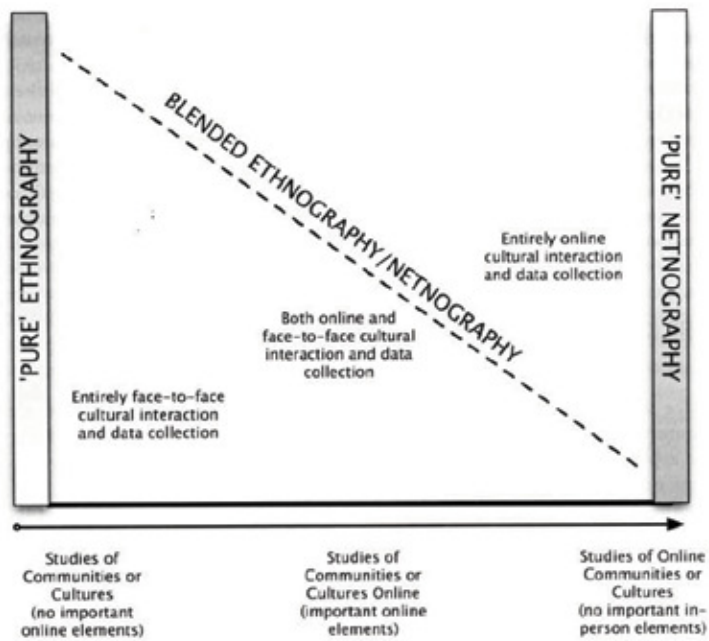 'PURE' ETHNOGRAPHY
BLENDED ETHNOGRAPHY/NETNOGRAPHY
'PURE' NETNOGRAPHY
Entirely online
cultural interaction
and data collection
Both online and
face-to-face cultural
interaction and data
collection
Entirely face-to-face
cultural interaction
and data collection
Studies of
Communities or
Cultures
(no important
online elements)
Studies of
Communities or
Cultures Online
(important online
elements)
Studies of Online
Communities or
Cultures
(no important in-
person elements)